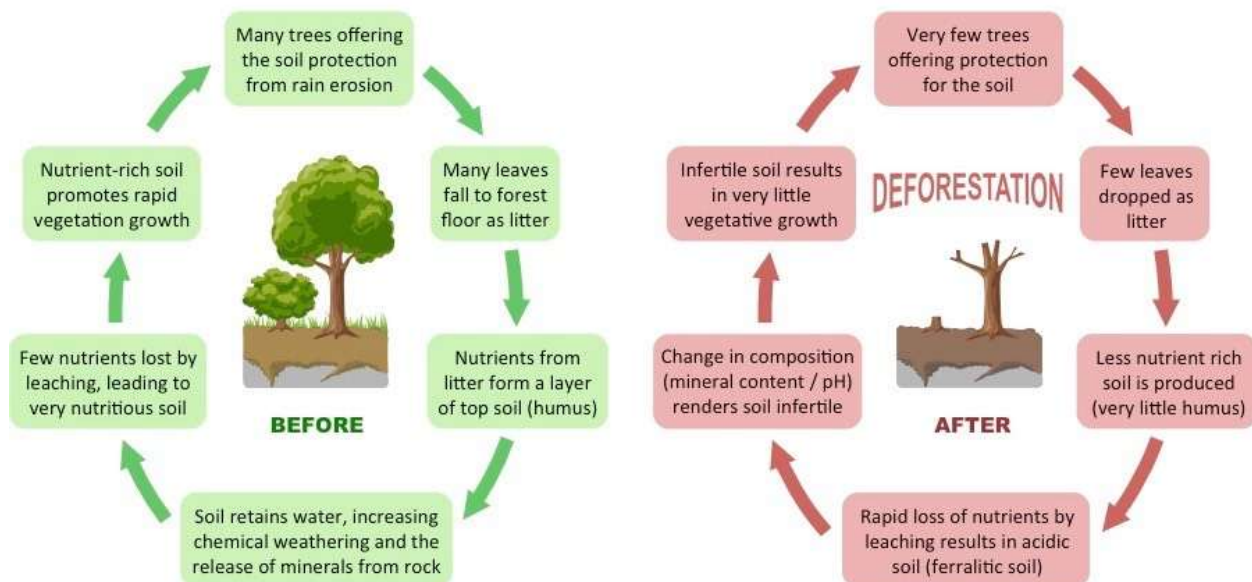 Many trees offering
the soil protection
from rain erosion
Many leaves
fall to forest
floor as litter
Nutrients from
litter form a layer
of top soil (humus)
Soil retains water, increasing
chemical weathering and the
release of minerals from rock
Few nutrients lost by
leaching, leading to
very nutritious soil
Nutrient-rich soil
promotes rapid
vegetation growth
BEFORE
Very few trees
offering protection
for the soil
Few leaves
dropped as
litter
Less nutrient rich
soil is produced
(very little humus)
Rapid loss of nutrients by
leaching results in acidic
soil (ferralitic soil)
Change in composition
(mineral content / pH)
renders soil infertile
Infertile soil results
in very little
vegetative growth
DEFORESTATION
AFTER